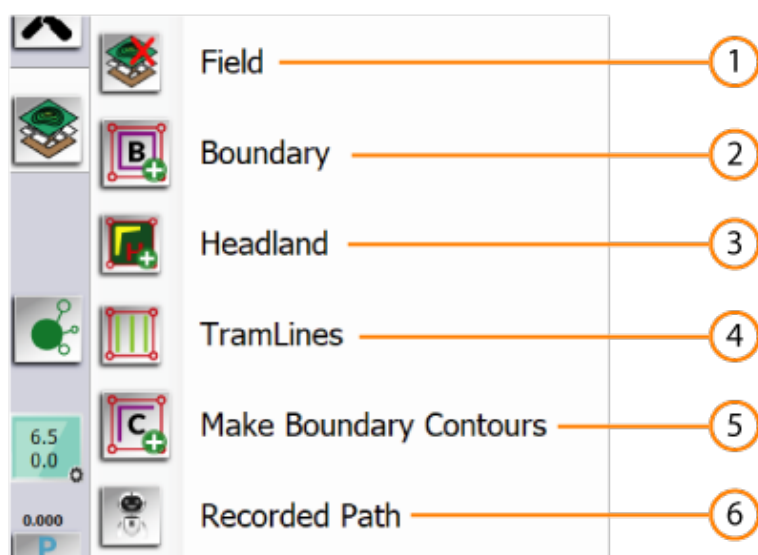 Field 1
B Boundary 2
H Headland 3
TramLines 4
C Make Boundary Contours 5
6.5
0.0
Recorded Path 6
0.000
P